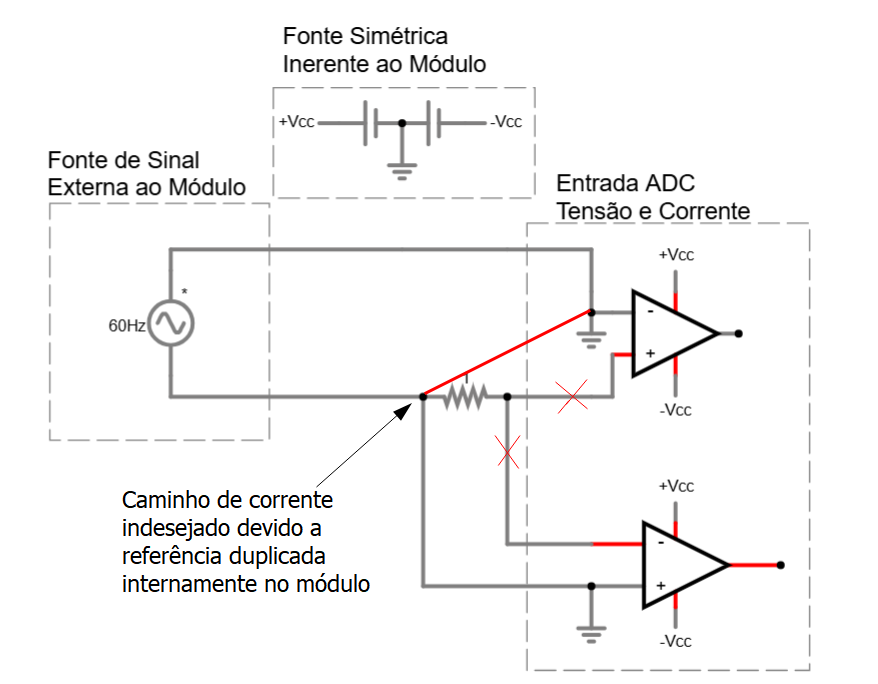 Fonte Simétrica
Inerente ao Módulo
+Vcc
-Vcc
Fonte de Sinal
Externa ao Módulo
Entrada ADC
Tensão e Corrente
+Vcc
*
60Hz
-
+
-Vcc
I
Caminho de corrente
indesejado devido a
referência duplicada
internamente no módulo
+Vcc
-
+
-Vcc